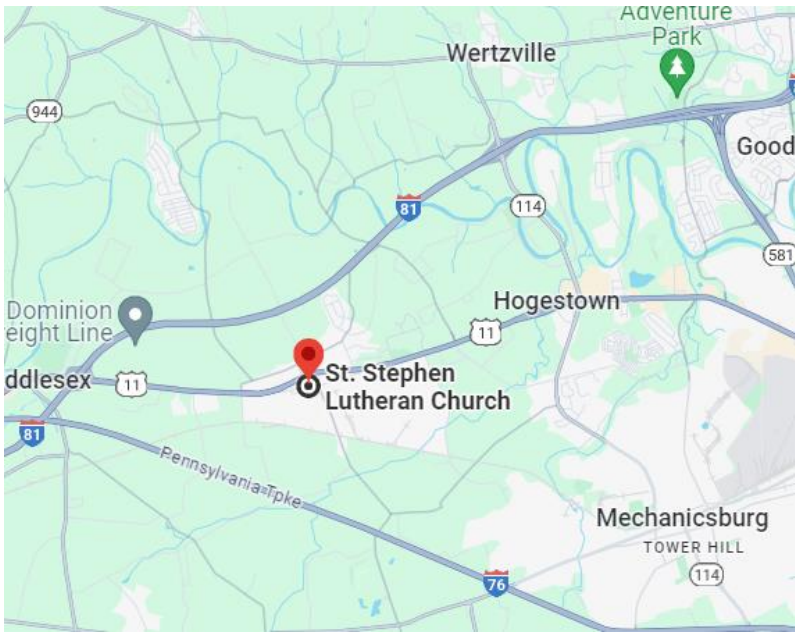 Adventure
Park
Wertzville
944
Good
81
114
581
Dominion
eight Line
Hogestown
11
ddlesex
11
St. Stephen
Lutheran Church
81
Pennsylvania Tpke
Mechanicsburg
TOWER HILL
76
114